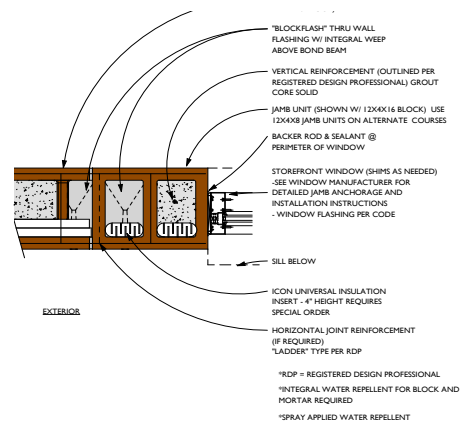 "BLOCKFLASH" THRU WALL
FLASHING W/ INTEGRAL WEEP
ABOVE BOND BEAM
VERTICAL REINFORCEMENT (OUTLINED PER
REGISTERED DESIGN PROFESSIONAL) GROUT
CORE SOLID
JAMB UNIT (SHOWN W/ 12X4X16 BLOCK) USE
12X4X8 JAMB UNITS ON ALTERNATE COURSES
BACKER ROD & SEALANT @
PERIMETER OF WINDOW
STOREFRONT WINDOW (SHIMS AS NEEDED)
-SEE WINDOW MANUFACTURER FOR
DETAILED JAMB ANCHORAGE AND
INSTALLATION INSTRUCTIONS
- WINDOW FLASHING PER CODE
SILL BELOW
ICON UNIVERSAL INSULATION
INSERT - 4" HEIGHT REQUIRES
SPECIAL ORDER
EXTERIOR
HORIZONTAL JOINT REINFORCEMENT
(IF REQUIRED)
"LADDER" TYPE PER RDP
*RDP = REGISTERED DESIGN PROFESSIONAL
*INTEGRAL WATER REPELLENT FOR BLOCK AND
MORTAR REQUIRED
*SPRAY APPLIED WATER REPELLENT